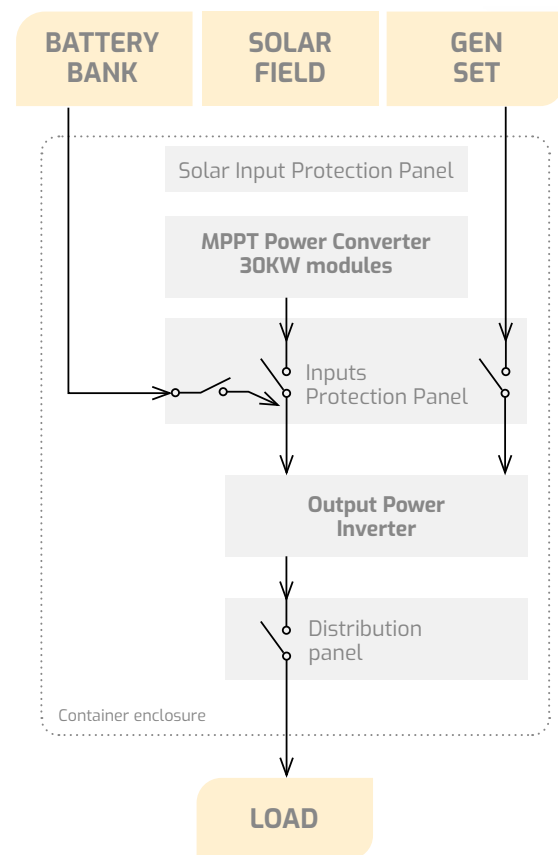 BATTERY
BANK
SOLAR
FIELD
GEN
SET
Solar Input Protection Panel
MPPT Power Converter
30KW modules
Inputs
Protection Panel
Output Power
Inverter
Distribution
panel
Container enclosure
LOAD